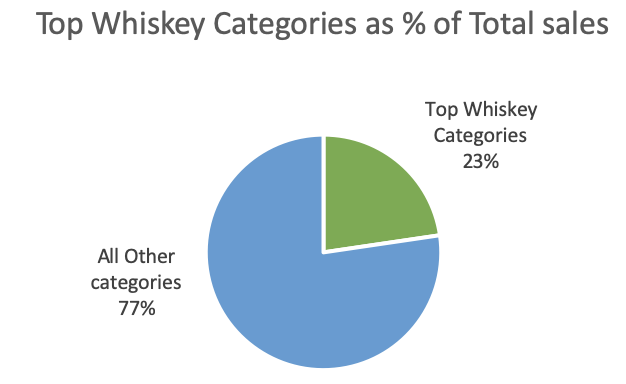 Top Whiskey Categories as % of Total sales
Top Whiskey
Categories
23%
All Other
categories
77%